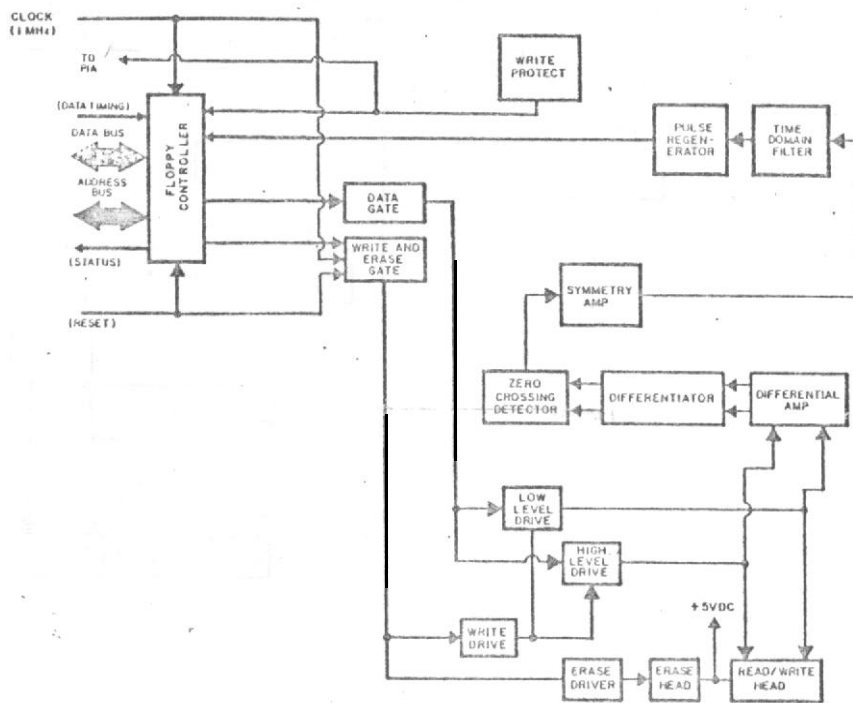 CLOCK
(1 MHz)
TO
PIA
WRITE
PROTECT
(DATA TIMING)
DATA BUS
ADDRESS
BUS
FLOPPY
CONTROLLER
PULSE
REGEN-
ERATOR
TIME
DOMAIN
FILTER
DATA
GATE
WRITE AND
ERASE
GATE
(STATUS)
(RESET)
SYMMETRY
AMP
ZERO
CROSSING
DETECTOR
DIFFERENTIATOR
DIFFERENTIAL
AMP
LOW
LEVEL
DRIVE
HIGH
LEVEL
DRIVE
+5VDC
WRITE
DRIVE
ERASE
DRIVER
ERASE
HEAD
READ/WRITE
HEAD